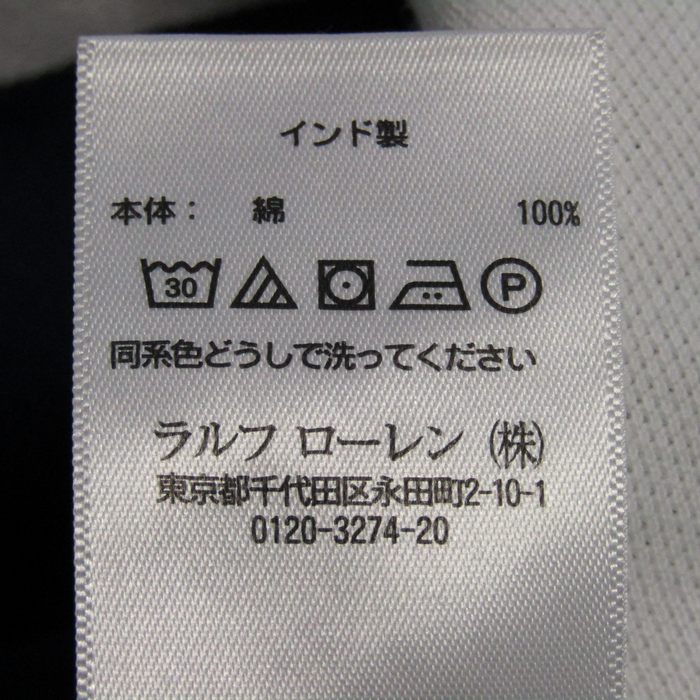 インド製
本体： 綿 100%
30 P
同系色どうしで洗ってください
ラルフ ローレン (株)
東京都千代田区永田町2-10-1
0120-3274-20